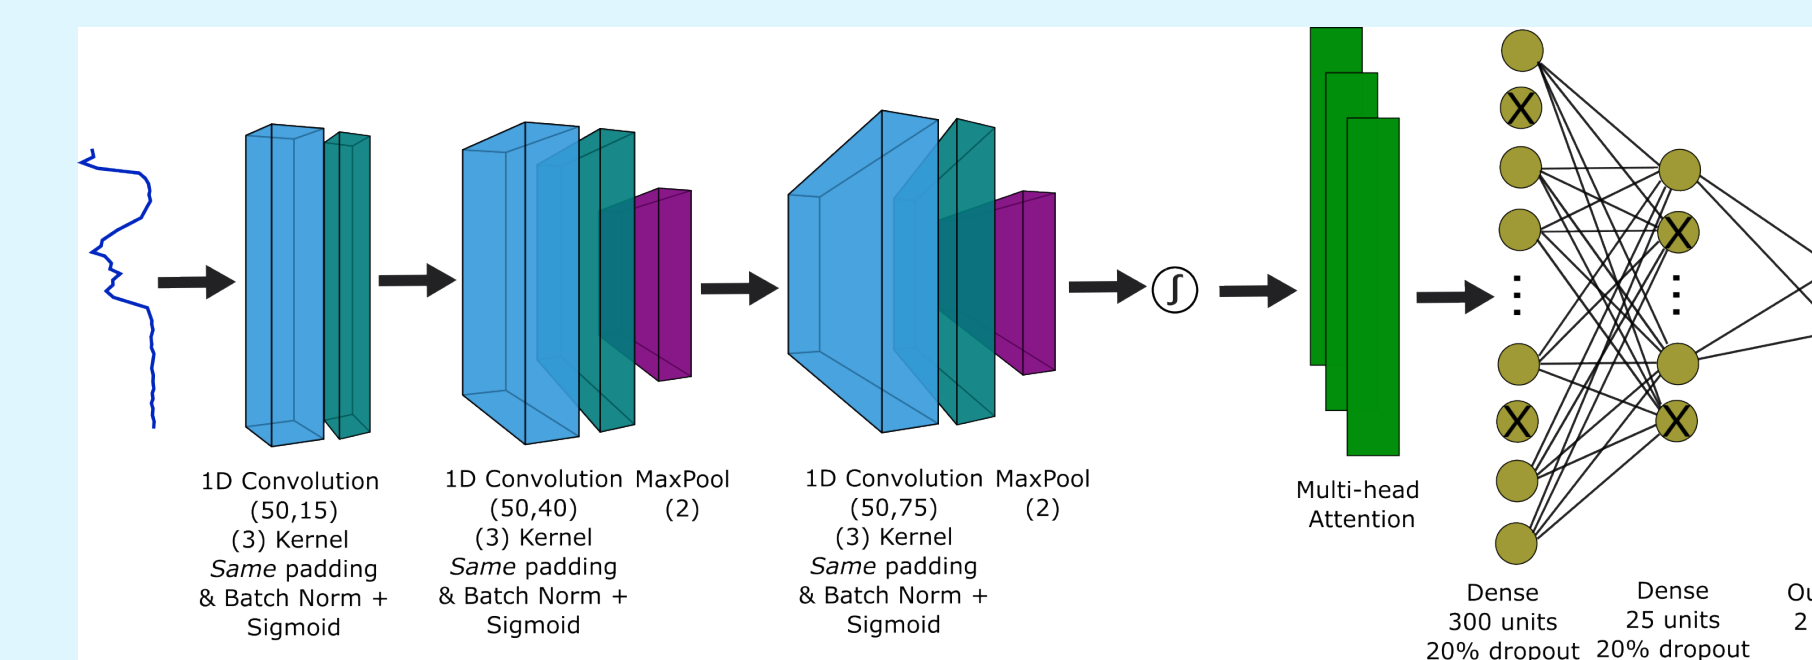 1D Convolution
(50,15)
(3) Kernel
Same padding
& Batch Norm +
Sigmoid
1D Convolution
(50,40)
(3) Kernel
Same padding
& Batch Norm +
Sigmoid
MaxPool
(2)
1D Convolution
(50,75)
(3) Kernel
Same padding
& Batch Norm +
Sigmoid
MaxPool
(2)
∫
Multi-head
Attention
X
X
X
X
Dense
300 units
20% dropout
Dense
25 units
20% dropout
2